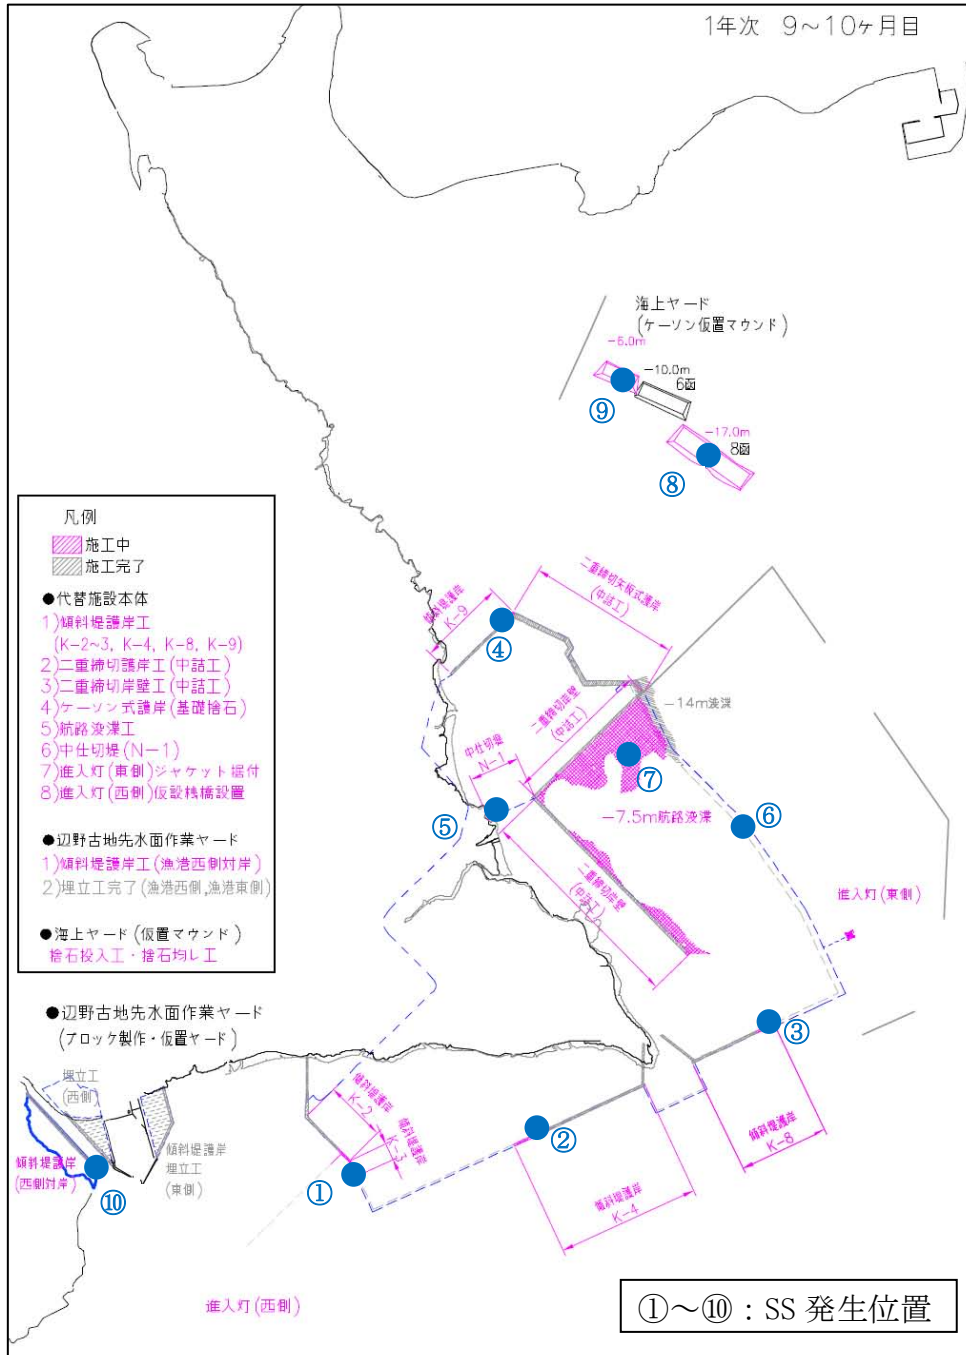 1年次 9～10ヶ月目
海上ヤード
(ケーソン仮置マウンド)
-6.0m
-10.0m
6函
⑨
-17.0m
8函
⑧
凡例
施工中
施工完了
●代替施設本体
1)傾斜堤護岸工
(K-2~3, K-4, K-8, K-9)
2)二重締切護岸工(中詰工)
3)二重締切岸壁工(中詰工)
4)ケーソン式護岸(基礎捨石)
5)航路浚渫工
6)中仕切堤(N-1)
7)進入灯(東側)ジャケット据付
8)進入灯(西側)仮設桟橋設置
●辺野古地先水面作業ヤード
1)傾斜堤護岸工(漁港西側対岸)
2)埋立工完了(漁港西側,漁港東側)
●海上ヤード(仮置マウンド)
捨石投入工・捨石均し工
傾斜堤護岸
K-9
二重締切矢板式護岸
(中詰工)
④
二重締切岸壁
(中詰工)
-14m浚渫
中仕切堤
N-1
⑦
⑤
-7.5m航路浚渫
⑥
二重締切岸壁
(中詰工)
進入灯(東側)
③
●辺野古地先水面作業ヤード
(ブロック製作・仮置ヤード)
埋立工
(西側)
傾斜堤護岸
K-2
傾斜堤護岸
K-3
②
傾斜堤護岸
K-8
傾斜堤護岸
(西側対岸)
傾斜堤護岸
埋立工
(東側)
⑩
①
傾斜堤護岸
K-4
進入灯(西側)
①～⑩：SS 発生位置